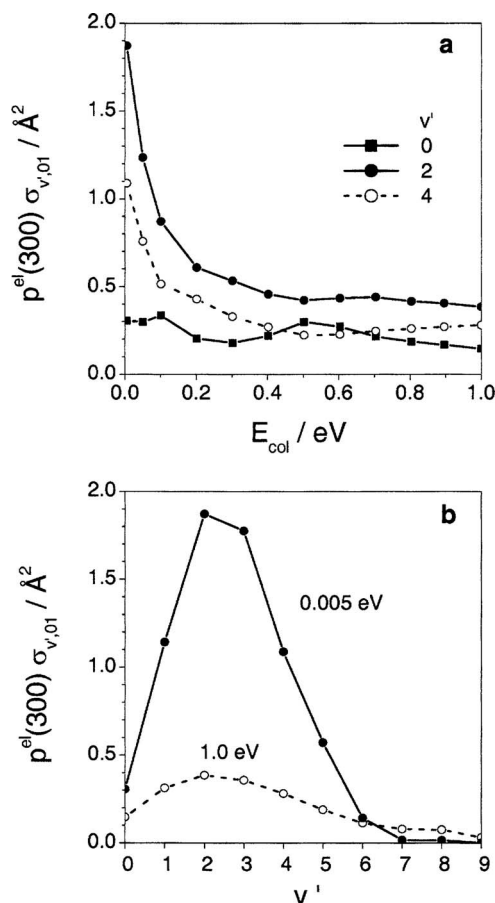 a
2.0
1.5
1.0
0.5
0.0
p^el(300) σ_v',01 / Å^2
v'
0
2
4
0.0 0.2 0.4 0.6 0.8 1.0
E_col / eV
b
2.0
1.5
1.0
0.5
0.0
p^el(300) σ_v',01 / Å^2
0.005 eV
1.0 eV
0 1 2 3 4 5 6 7 8 9
v'